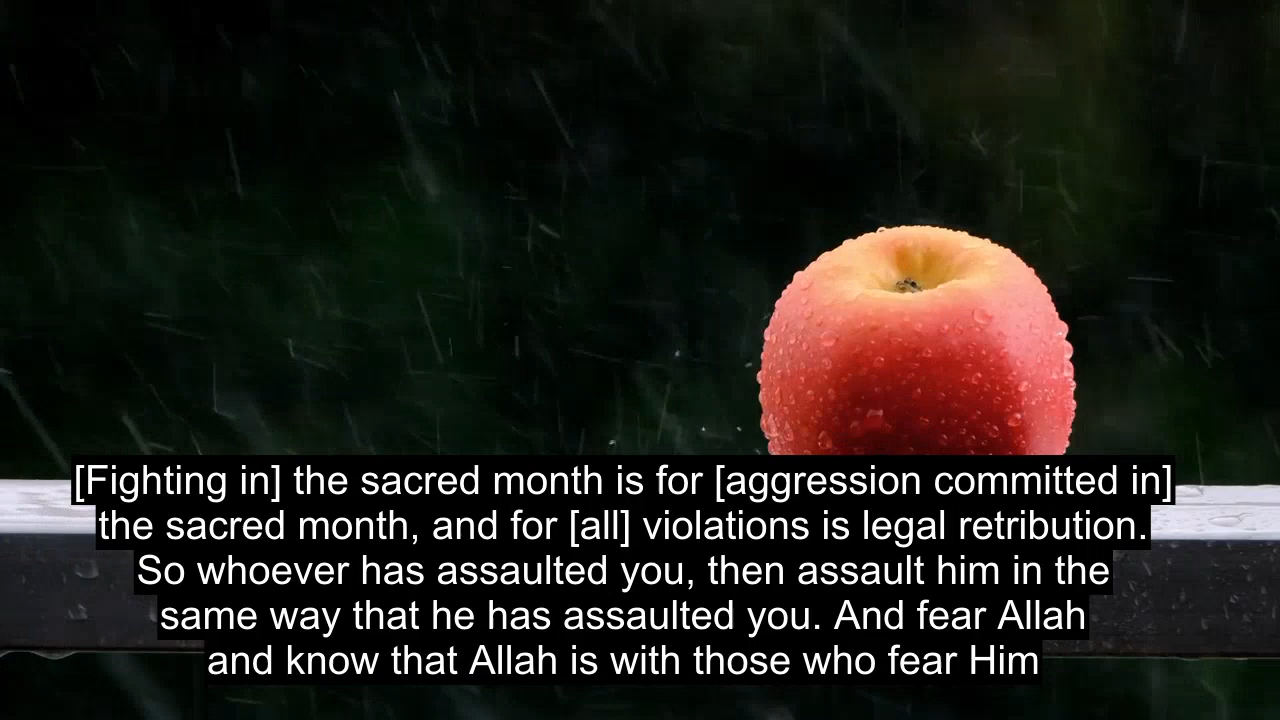 [Fighting in] the sacred month is for [aggression committed in]
the sacred month, and for [all] violations is legal retribution.
So whoever has assaulted you, then assault him in the
same way that he has assaulted you. And fear Allah
and know that Allah is with those who fear Him